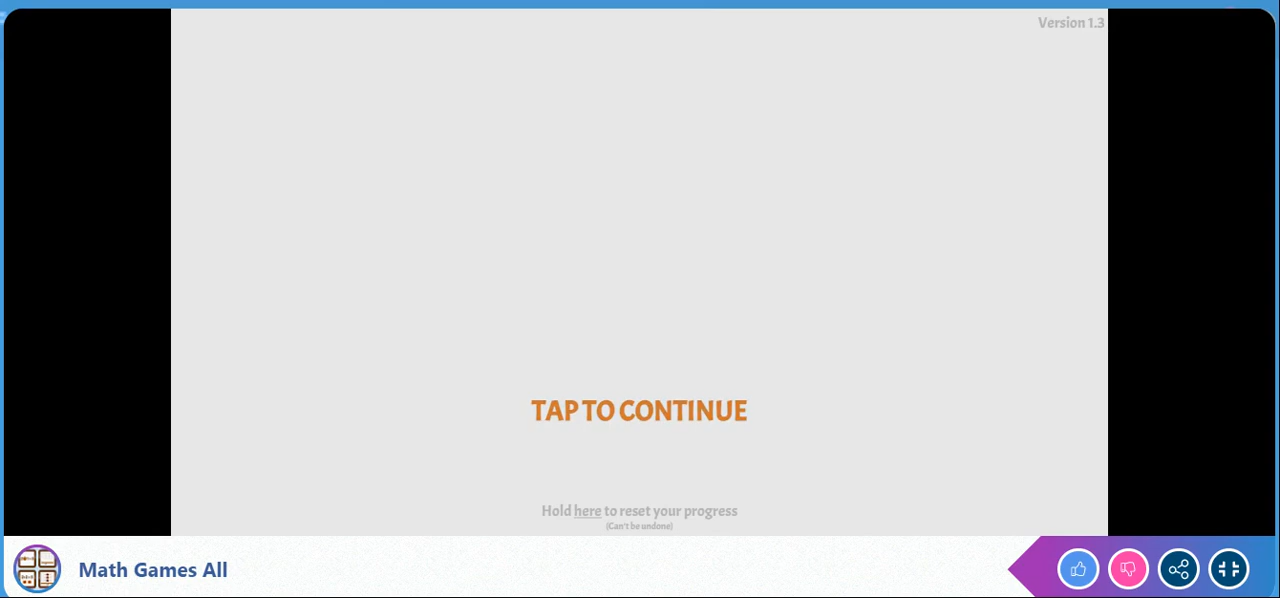 Version 1.3
TAP TO CONTINUE
Hold here to reset your progress
(Can't be undone)
Math Games All